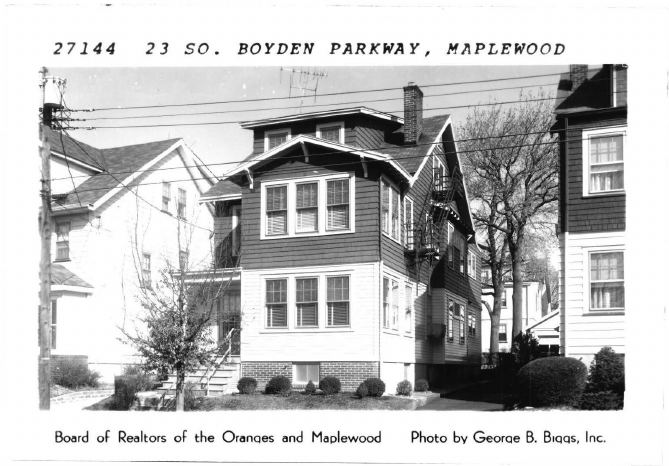 27144 23 SO. BOYDEN PARKWAY, MAPLEWOOD
Board of Realtors of the Oranges and Maplewood Photo by George B. Biggs, Inc.